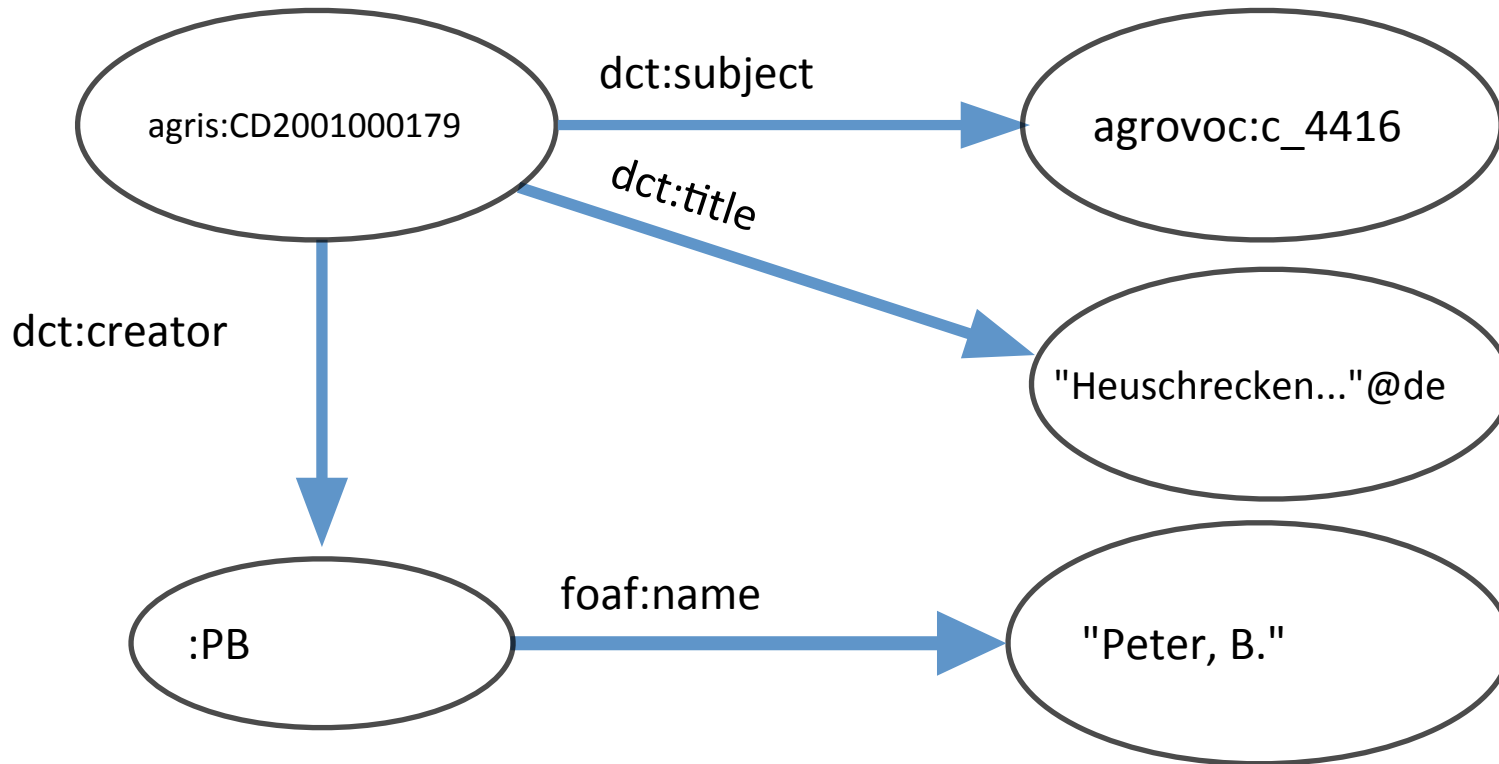 dct:subject
agris:CD2001000179
agrovoc:c_4416
dct:title
dct:creator
"Heuschrecken..."@de
foaf:name
:PB
"Peter, B."